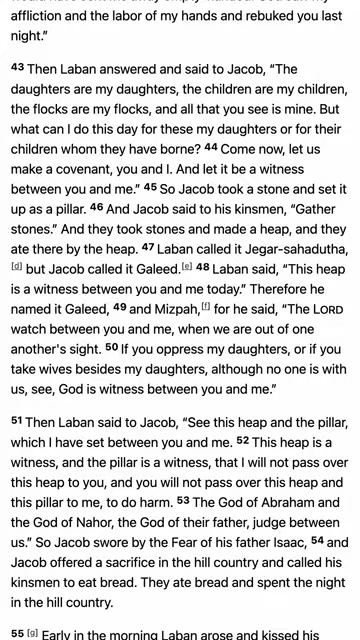 affliction and the labor of my hands and rebuked you last
night.”
43 Then Laban answered and said to Jacob, “The
daughters are my daughters, the children are my children,
the flocks are my flocks, and all that you see is mine. But
what can I do this day for these my daughters or for their
children whom they have borne? 44 Come now, let us
make a covenant, you and I. And let it be a witness
between you and me.” 45 So Jacob took a stone and set it
up as a pillar. 46 And Jacob said to his kinsmen, “Gather
stones.” And they took stones and made a heap, and they
ate there by the heap. 47 Laban called it Jegar-sahadutha,
[d] but Jacob called it Galeed.[e] 48 Laban said, “This heap
is a witness between you and me today.” Therefore he
named it Galeed, 49 and Mizpah,[f] for he said, “The LORD
watch between you and me, when we are out of one
another's sight. 50 If you oppress my daughters, or if you
take wives besides my daughters, although no one is with
us, see, God is witness between you and me.”
51 Then Laban said to Jacob, “See this heap and the pillar,
which I have set between you and me. 52 This heap is a
witness, and the pillar is a witness, that I will not pass over
this heap to you, and you will not pass over this heap and
this pillar to me, to do harm. 53 The God of Abraham and
the God of Nahor, the God of their father, judge between
us.” So Jacob swore by the Fear of his father Isaac, 54 and
Jacob offered a sacrifice in the hill country and called his
kinsmen to eat bread. They ate bread and spent the night
in the hill country.
55 [g] Early in the morning Laban arose and kissed his